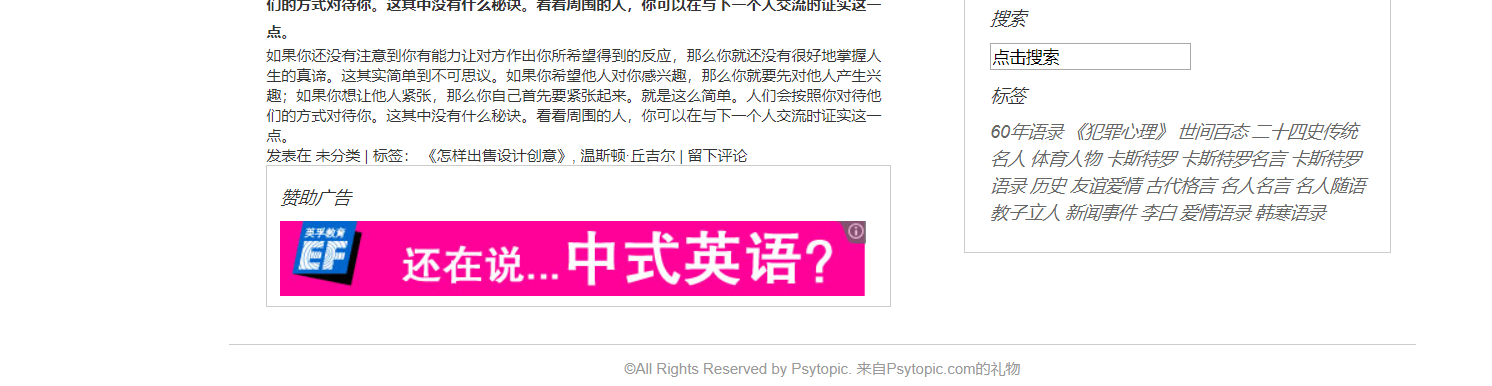 们的方式对待你。这其中没有什么秘诀。看看周围的人，你可以在与下一个人交流时证实这一
点。
如果你还没有注意到你有能力让对方作出你所希望得到的反应，那么你就还没有很好地掌握人
生的真谛。这其实简单到不可思议。如果你希望他人对你感兴趣，那么你就要先对他人产生兴
趣；如果你想让他人紧张，那么你自己首先要紧张起来。就是这么简单。人们会按照你对待他
们的方式对待你。这其中没有什么秘诀。看看周围的人，你可以在与下一个人交流时证实这一
点。
发表在 未分类 | 标签： 《怎样出售设计创意》, 温斯顿·丘吉尔 | 留下评论
赞助广告
英孚教育
EF
还在说...中式英语?
搜索
点击搜索
标签
60年语录 《犯罪心理》 世间百态 二十四史传统
名人 体育人物 卡斯特罗 卡斯特罗名言 卡斯特罗
语录 历史 友谊爱情 古代格言 名人名言 名人随语
教子立人 新闻事件 李白 爱情语录 韩寒语录
©All Rights Reserved by Psytopic. 来自Psytopic.com的礼物